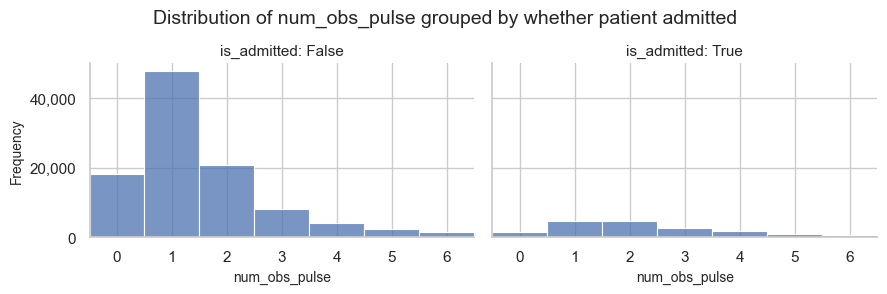 Distribution of num_obs_pulse grouped by whether patient admitted
is_admitted: False
is_admitted: True
Frequency
40,000
20,000
0
0 1 2 3 4 5 6
0 1 2 3 4 5 6
num_obs_pulse
num_obs_pulse